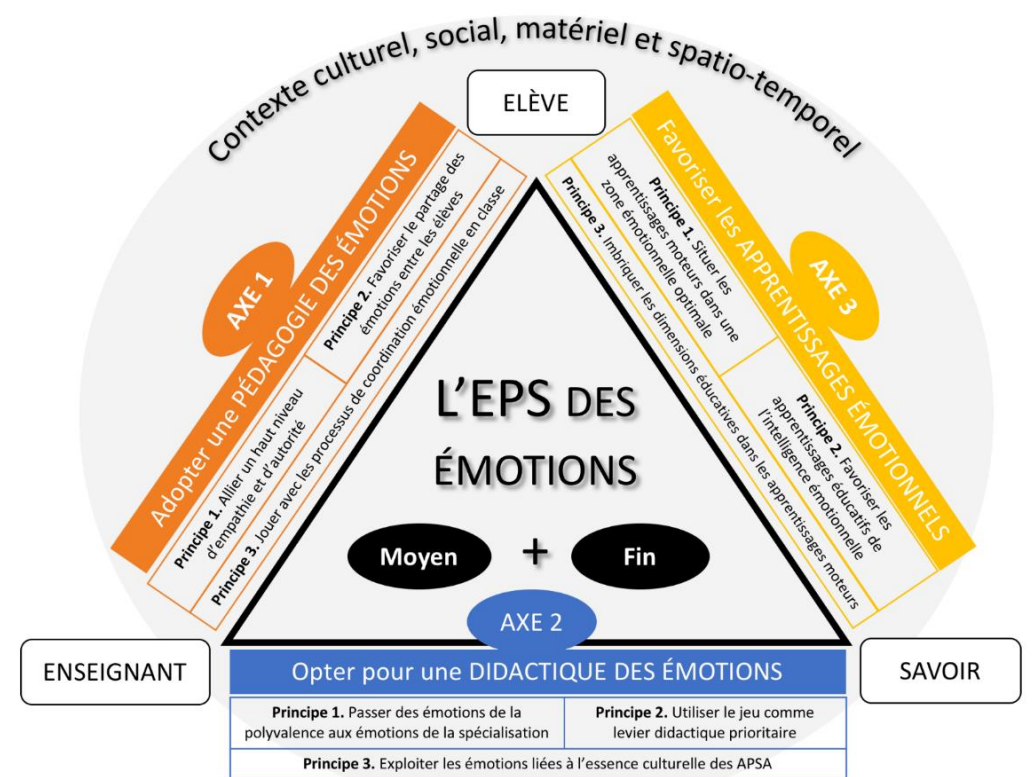 Contexte culturel, social, matériel et spatio-temporel
ELÈVE
AXE 1
Adopter une PÉDAGOGIE DES ÉMOTIONS
Principe 1. Allier un haut niveau
d'empathie et d'autorité
Principe 2. Favoriser le partage des
émotions entre les élèves
Principe 3. Jouer avec les processus de coordination émotionnelle en classe
AXE 3
Favoriser les APPRENTISSAGES ÉMOTIONNELS
Principe 1. Situer les
apprentissages moteurs dans une
zone émotionnelle optimale
Principe 2. Favoriser les
apprentissages éducatifs de
l'intelligence émotionnelle
Principe 3. Imbriquer les dimensions éducatives dans les apprentissages moteurs
L'EPS DES
ÉMOTIONS
Moyen + Fin
AXE 2
ENSEIGNANT
SAVOIR
Opter pour une DIDACTIQUE DES ÉMOTIONS
Principe 1. Passer des émotions de la
polyvalence aux émotions de la spécialisation
Principe 2. Utiliser le jeu comme
levier didactique prioritaire
Principe 3. Exploiter les émotions liées à l'essence culturelle des APSA